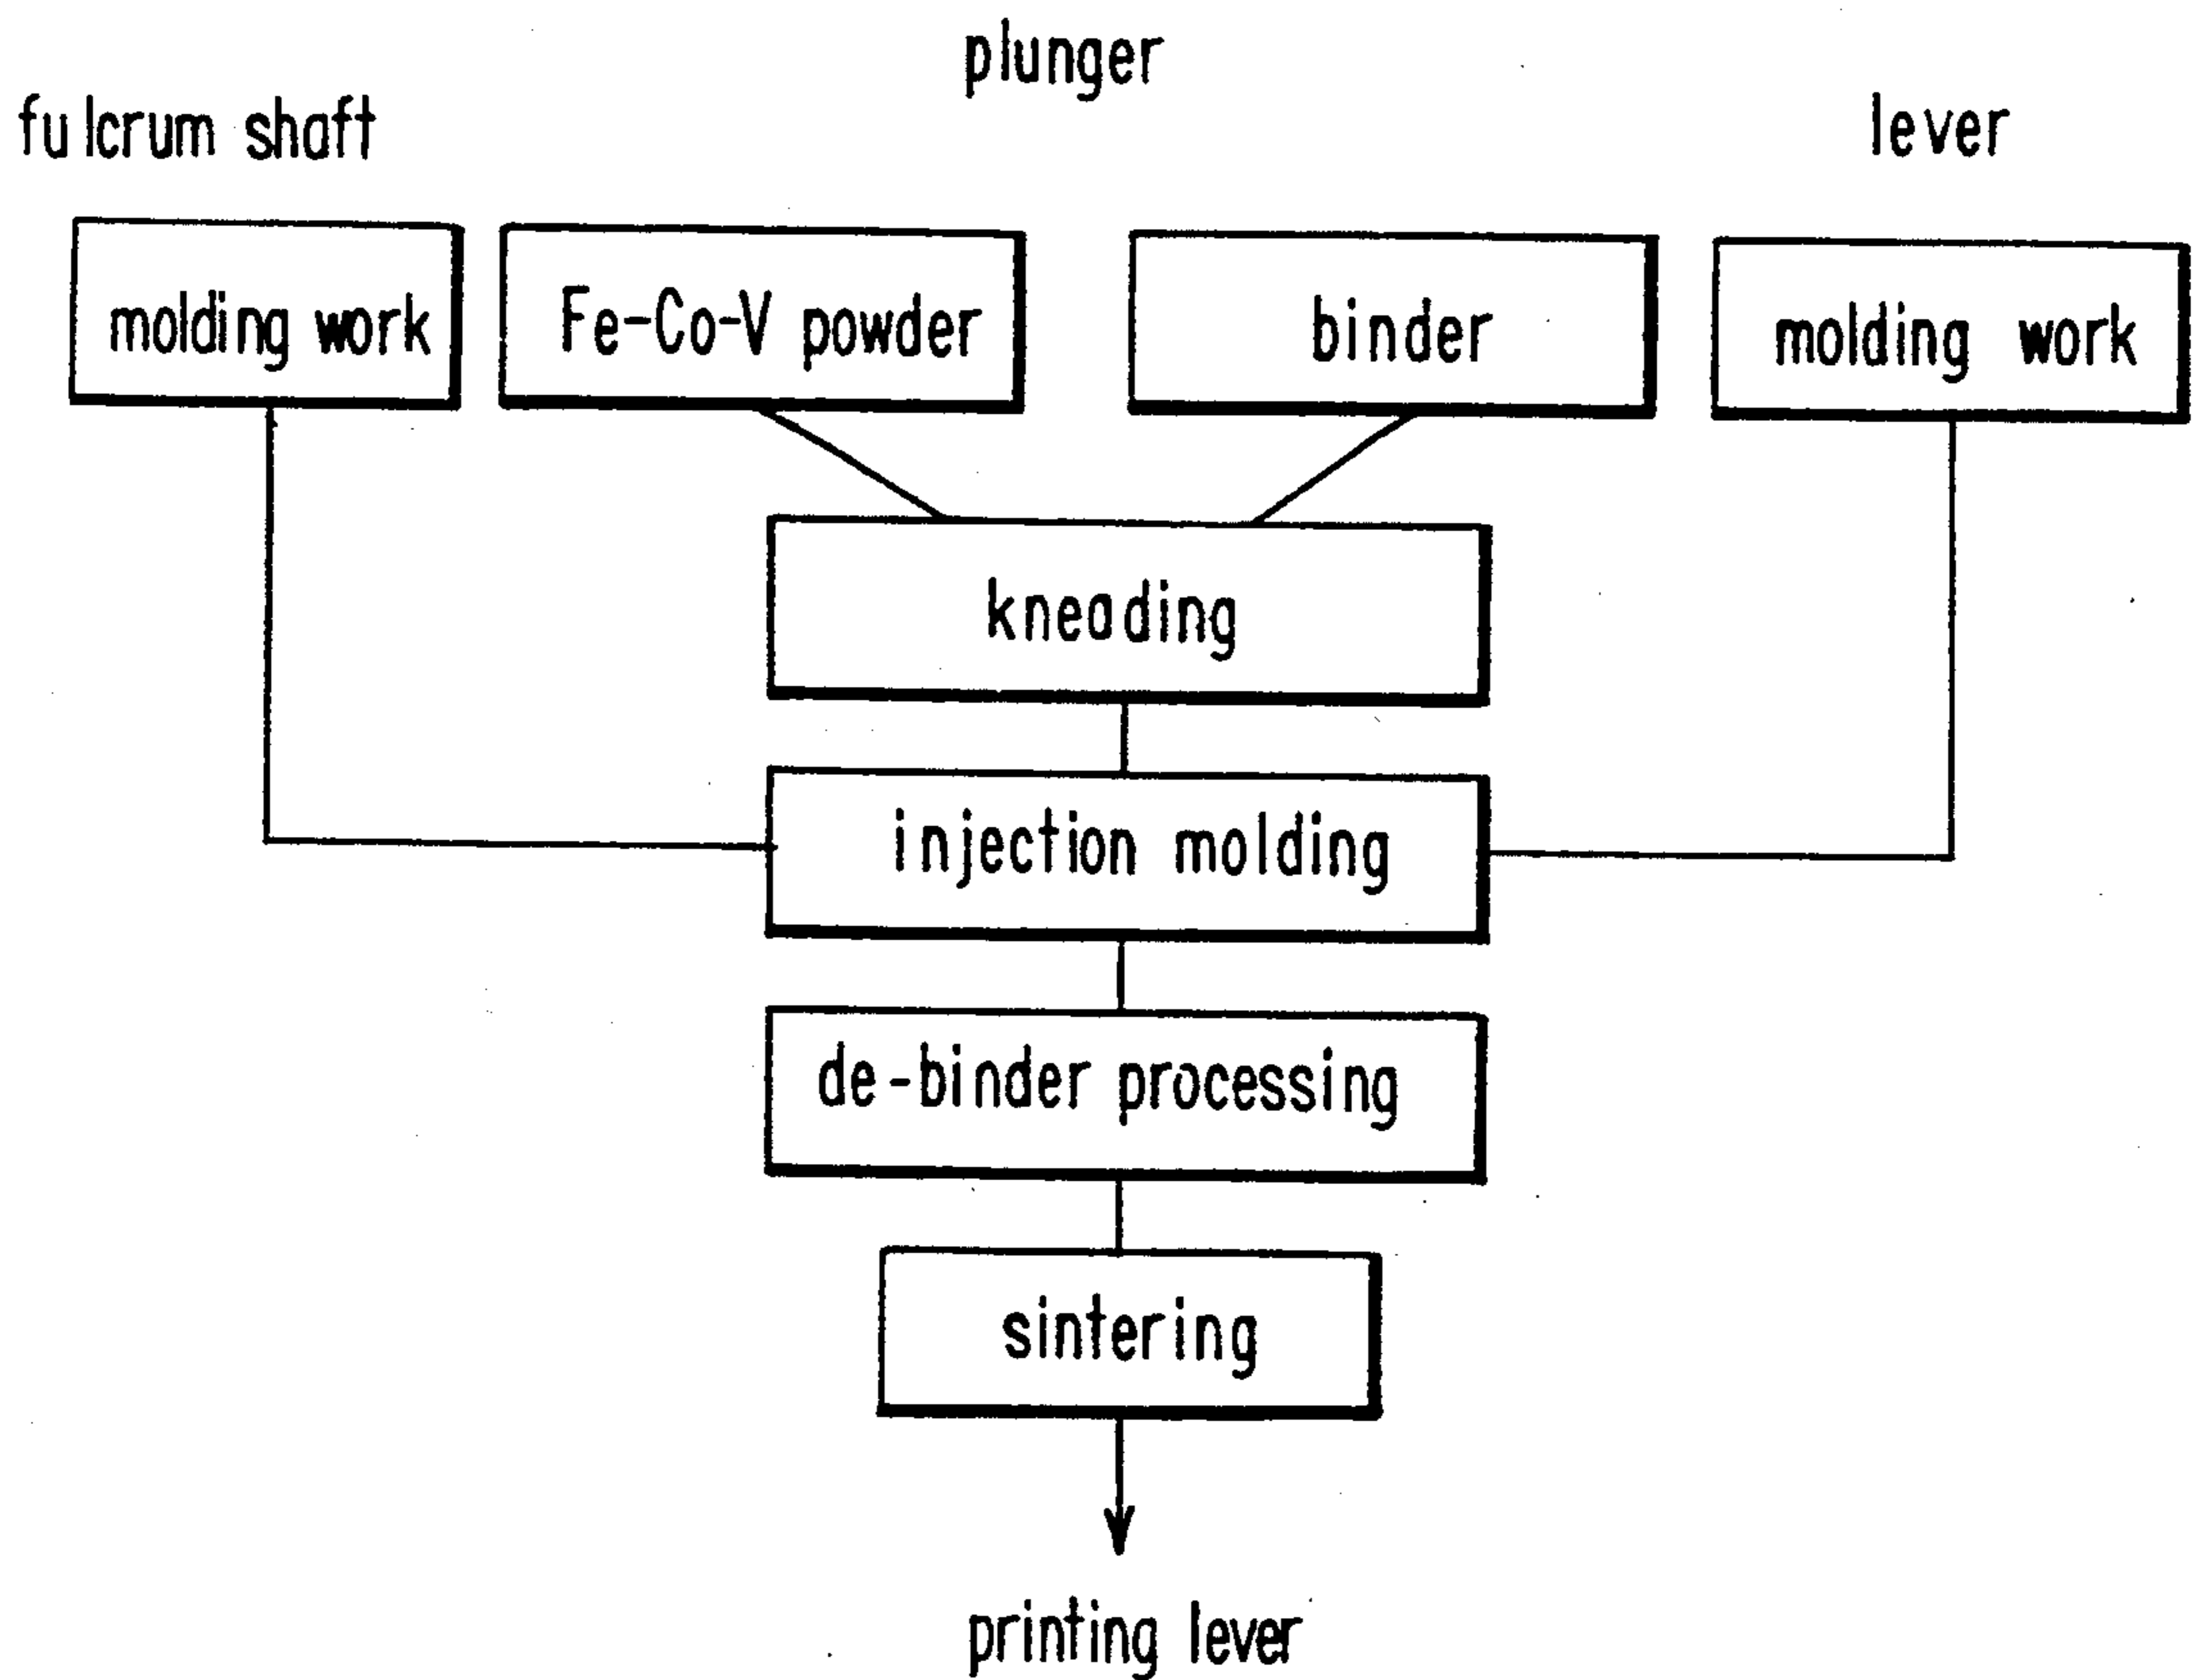 plunger
fulcrum shaft
lever
molding work
Fe-Co-V powder
binder
molding work
kneading
injection molding
de-binder processing
sintering
printing lever